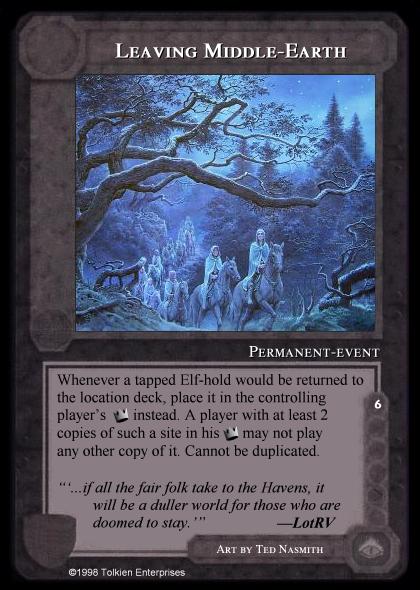 Leaving Middle-Earth
Permanent-event
Whenever a tapped Elf-hold would be returned to
the location deck, place it in the controlling
player's instead. A player with at least 2
copies of such a site in his may not play
any other copy of it. Cannot be duplicated.
6
“‘...if all the fair folk take to the Havens, it
will be a duller world for those who are
doomed to stay.’” —LotRV
Art by Ted Nasmith
©1998 Tolkien Enterprises